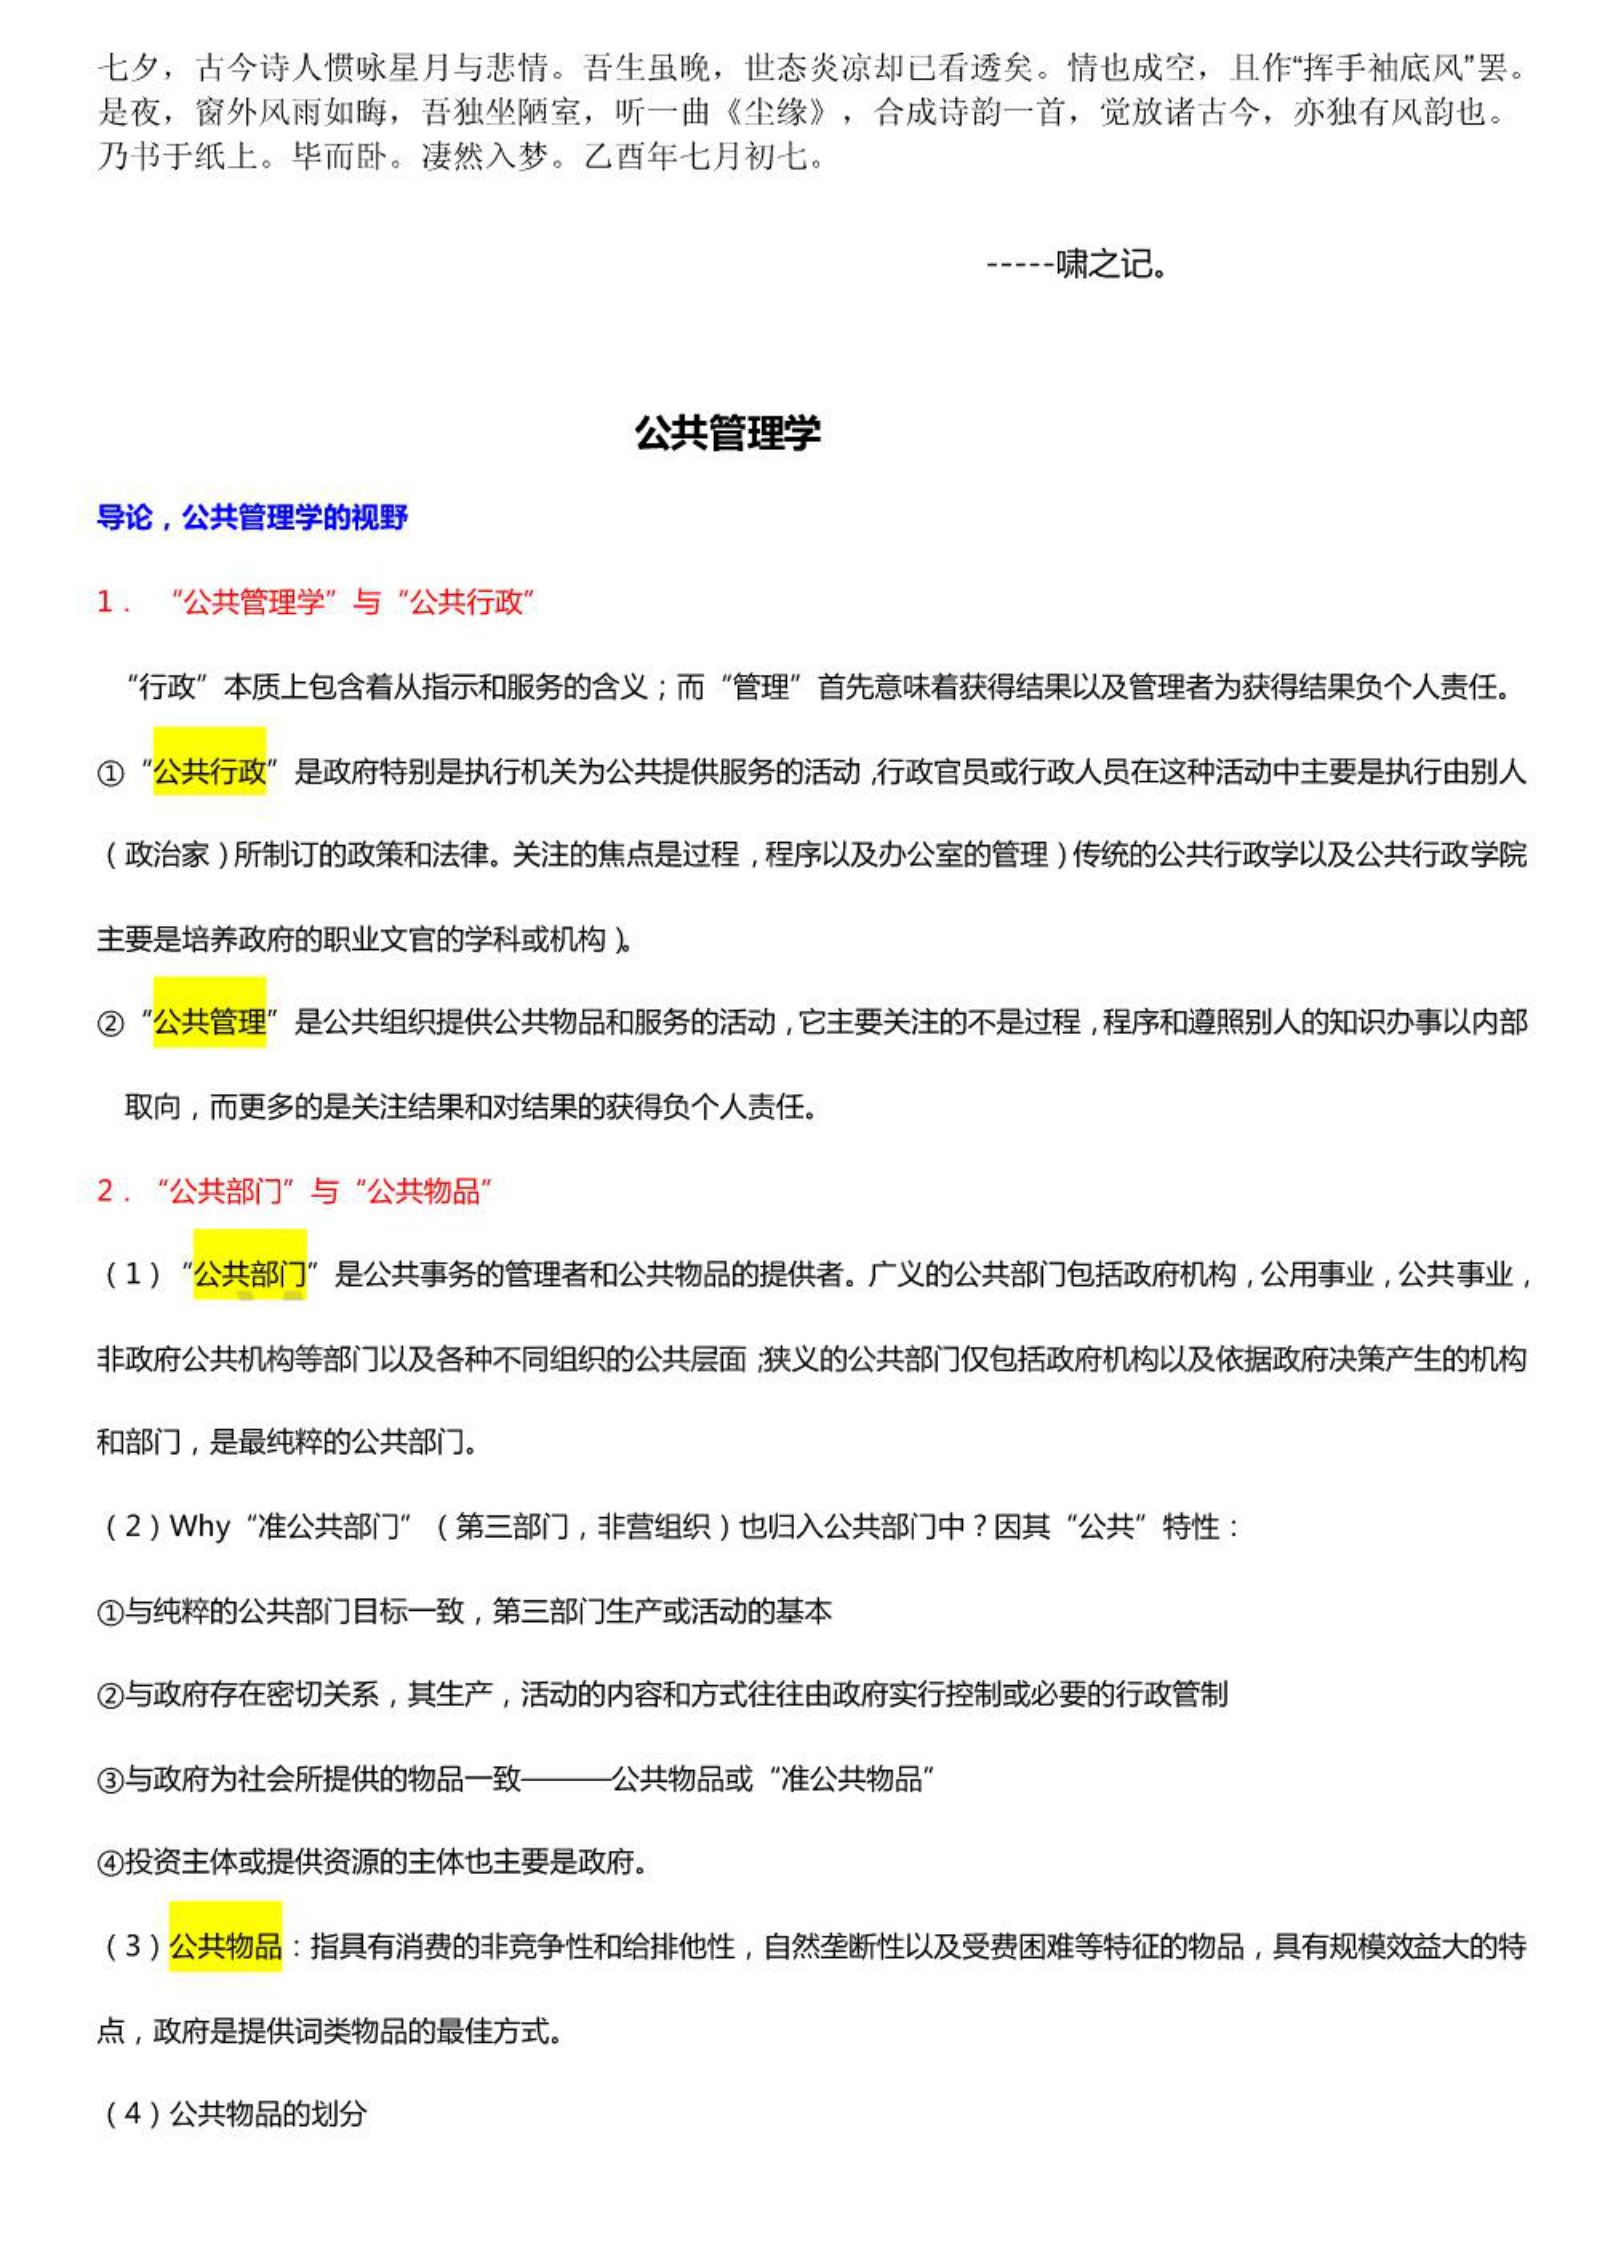 七夕，古今诗人惯咏星月与悲情。吾生虽晚，世态炎凉却已看透矣。情也成空，且作“挥手袖底风”罢。
是夜，窗外风雨如晦，吾独坐陋室，听一曲《尘缘》，合成诗韵一首，觉放诸古今，亦独有风韵也。
乃书于纸上。毕而卧。凄然入梦。乙酉年七月初七。
-----啸之记。
公共管理学
导论，公共管理学的视野
1． “公共管理学”与“公共行政”
“行政”本质上包含着从指示和服务的含义；而“管理”首先意味着获得结果以及管理者为获得结果负个人责任。
①“公共行政”是政府特别是执行机关为公共提供服务的活动，行政官员或行政人员在这种活动中主要是执行由别人
（政治家）所制订的政策和法律。关注的焦点是过程，程序以及办公室的管理）传统的公共行政学以及公共行政学院
主要是培养政府的职业文官的学科或机构）。
②“公共管理”是公共组织提供公共物品和服务的活动，它主要关注的不是过程，程序和遵照别人的知识办事以内部
取向，而更多的是关注结果和对结果的获得负个人责任。
2．“公共部门”与“公共物品”
（1）“公共部门”是公共事务的管理者和公共物品的提供者。广义的公共部门包括政府机构，公用事业，公共事业，
非政府公共机构等部门以及各种不同组织的公共层面；狭义的公共部门仅包括政府机构以及依据政府决策产生的机构
和部门，是最纯粹的公共部门。
（2）Why“准公共部门”（第三部门，非营组织）也归入公共部门中？因其“公共”特性：
①与纯粹的公共部门目标一致，第三部门生产或活动的基本
②与政府存在密切关系，其生产，活动的内容和方式往往由政府实行控制或必要的行政管制
③与政府为社会所提供的物品一致———公共物品或“准公共物品”
④投资主体或提供资源的主体也主要是政府。
（3）公共物品：指具有消费的非竞争性和给排他性，自然垄断性以及受费困难等特征的物品，具有规模效益大的特
点，政府是提供词类物品的最佳方式。
（4）公共物品的划分